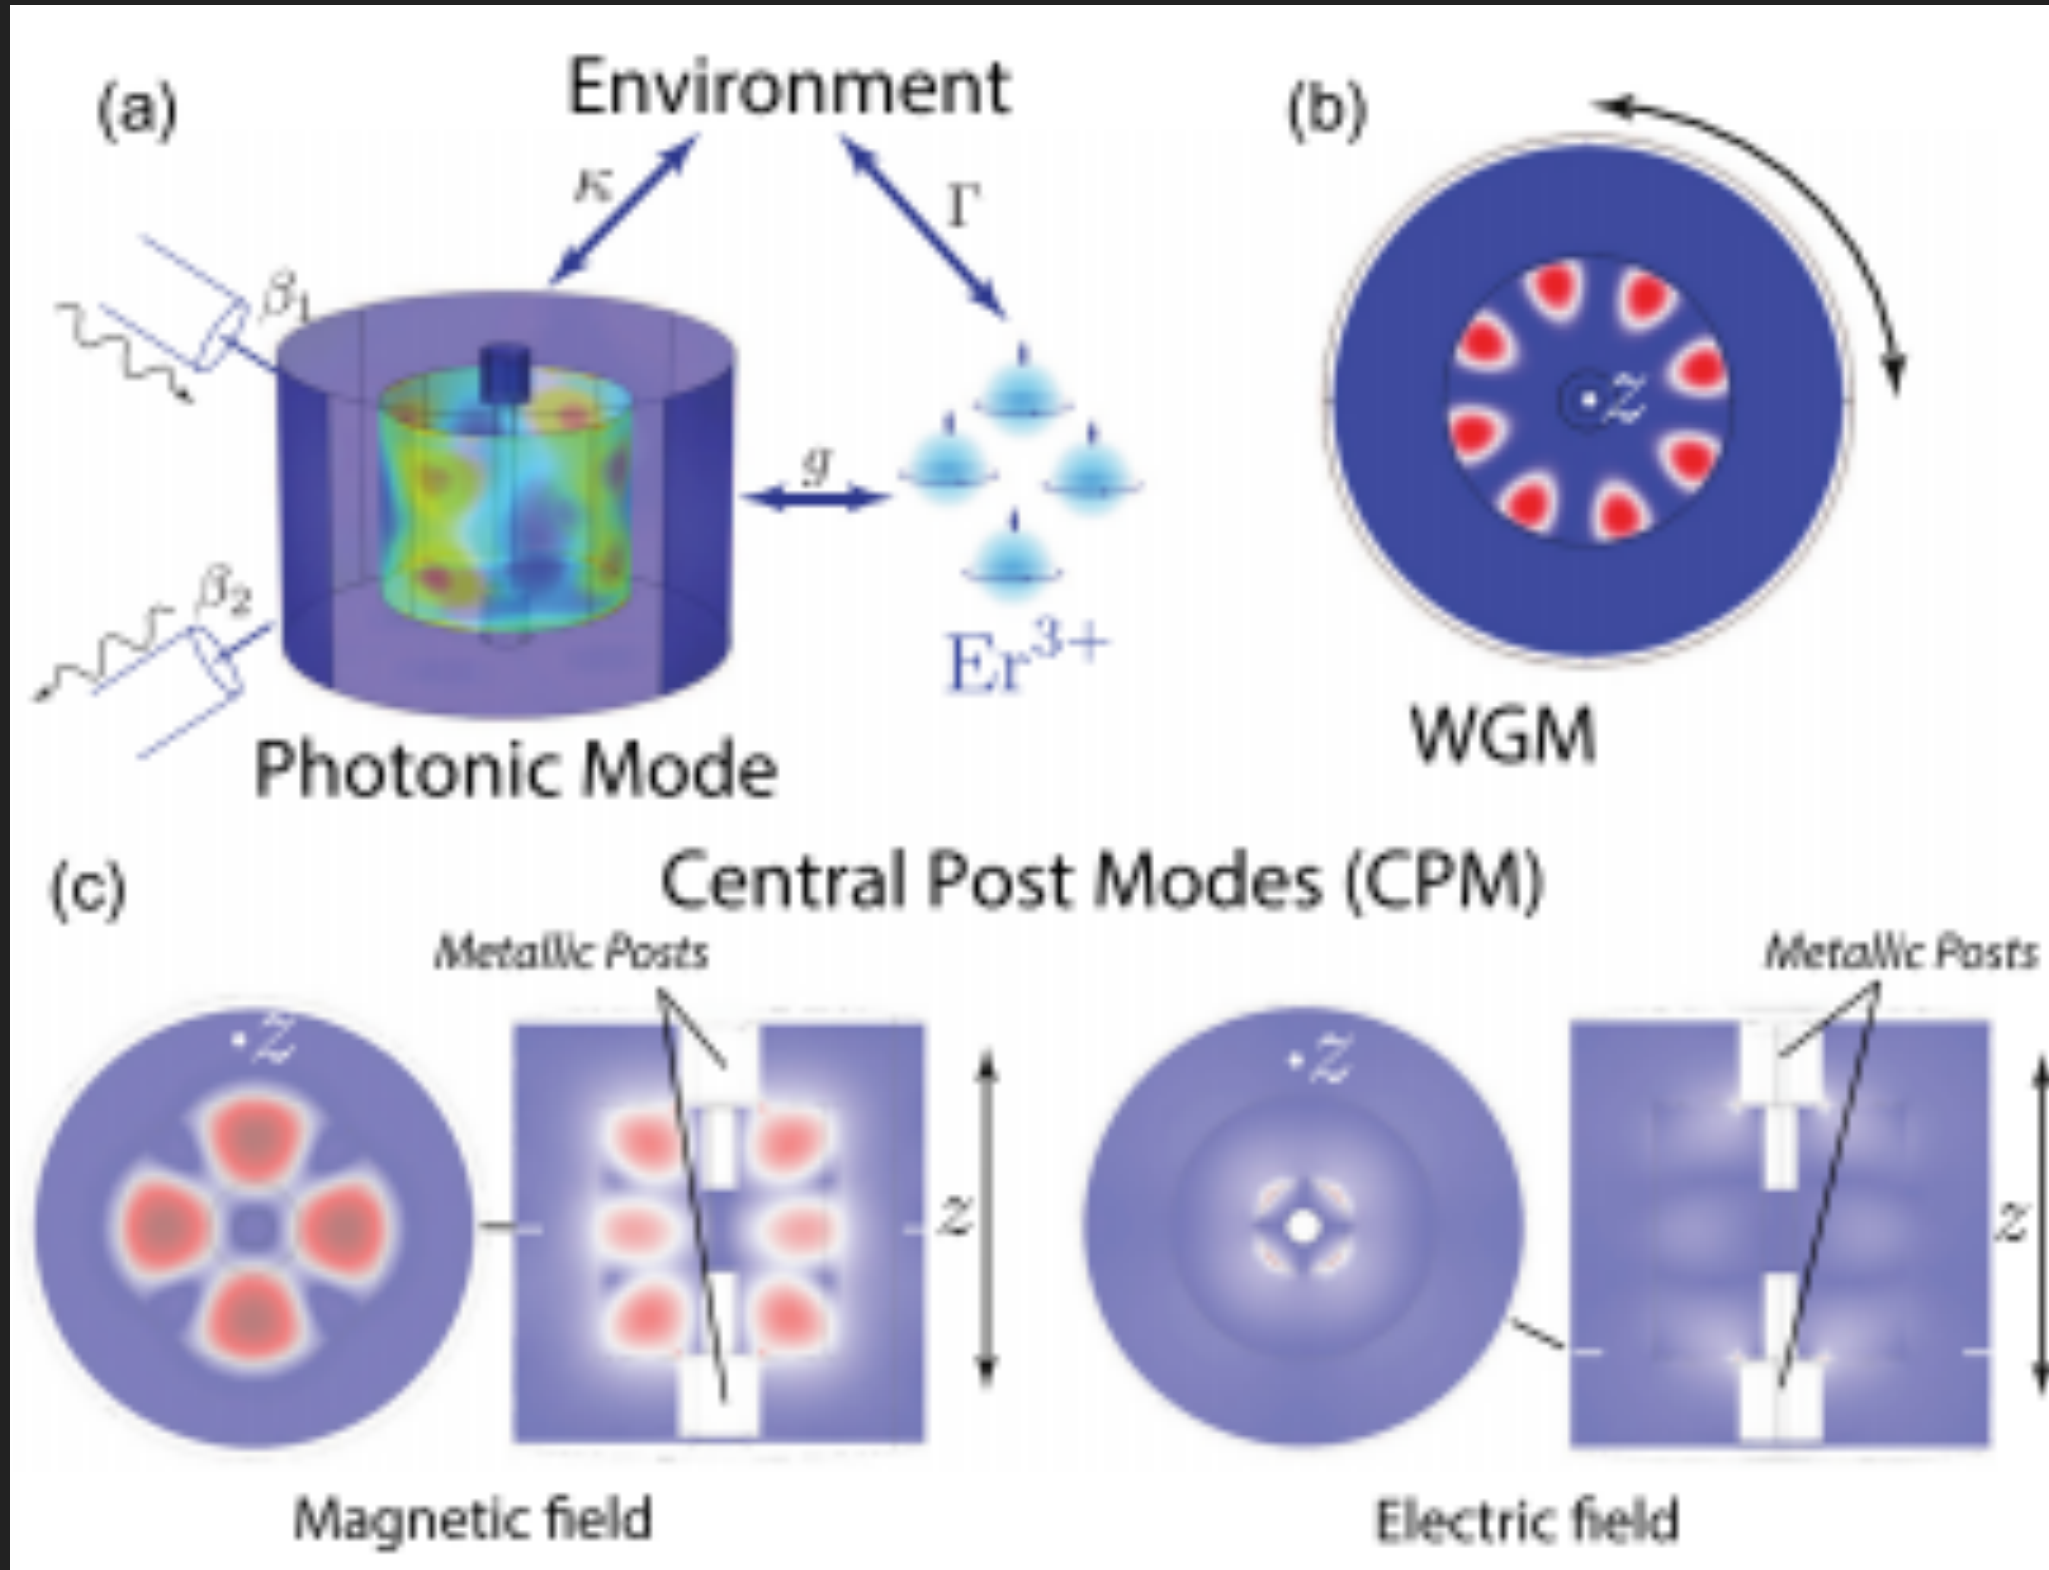 (a)
Environment
(b)
κ
Γ
β₁
g
z
β₂
Er³⁺
WGM
Photonic Mode
(c)
Central Post Modes (CPM)
Metallic Posts
Metallic Posts
z
z
z
z
Magnetic field
Electric field